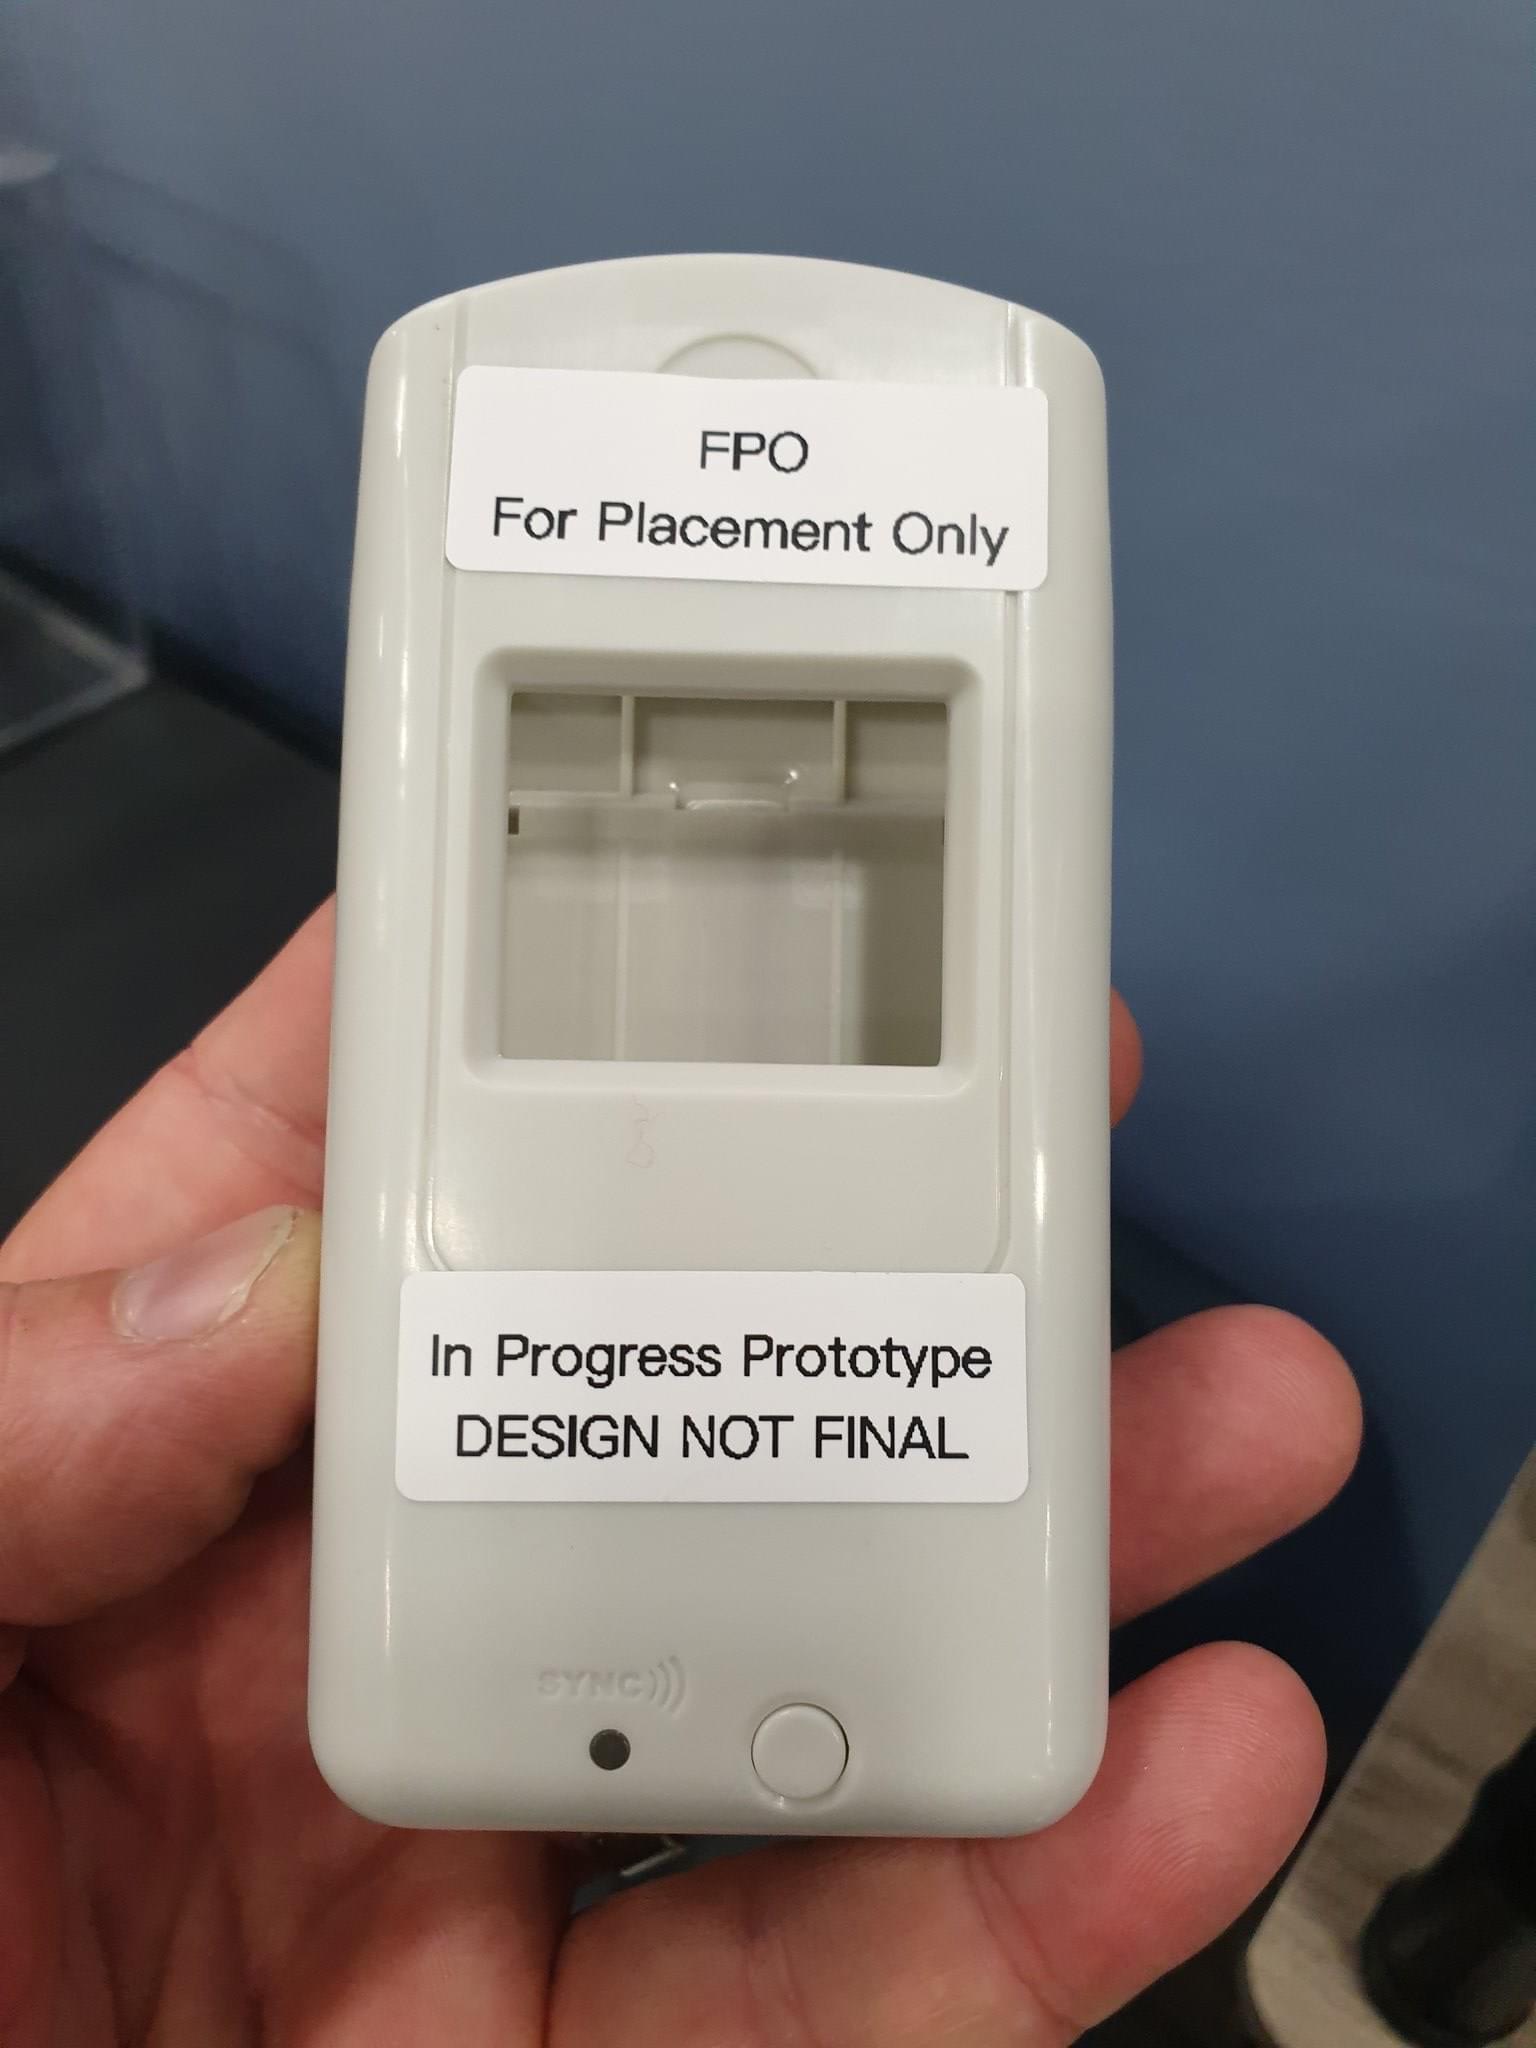 FPO
For Placement Only
In Progress Prototype
DESIGN NOT FINAL
SYNC